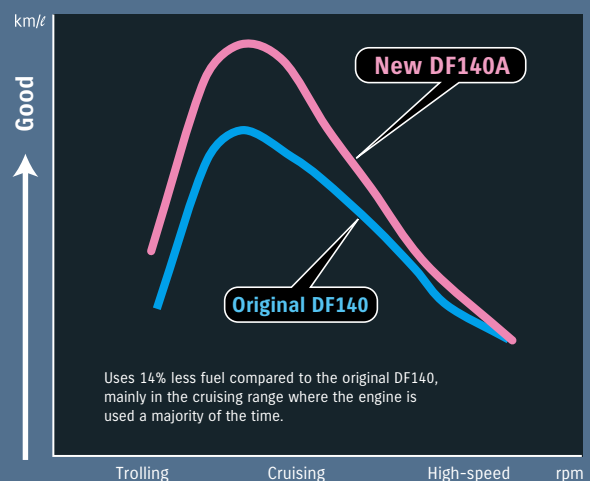 km/ℓ
Good
New DF140A
Original DF140
Uses 14% less fuel compared to the original DF140,
mainly in the cruising range where the engine is
used a majority of the time.
Trolling Cruising High-speed rpm